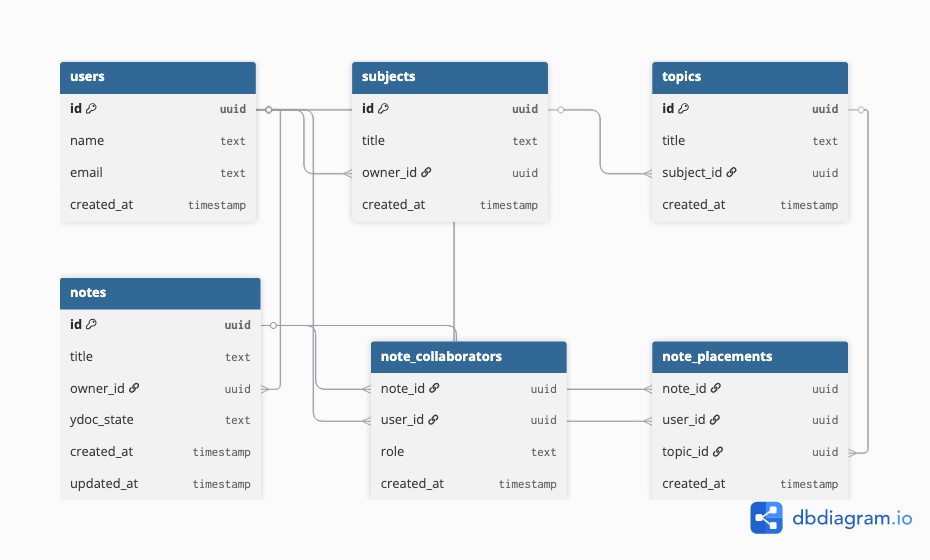 users
id uuid
name text
email text
created_at timestamp
subjects
id uuid
title text
owner_id uuid
created_at timestamp
topics
id uuid
title text
subject_id uuid
created_at timestamp
notes
id uuid
title text
owner_id uuid
ydoc_state text
created_at timestamp
updated_at timestamp
note_collaborators
note_id uuid
user_id uuid
role text
created_at timestamp
note_placements
note_id uuid
user_id uuid
topic_id uuid
created_at timestamp
dbdiagram.io